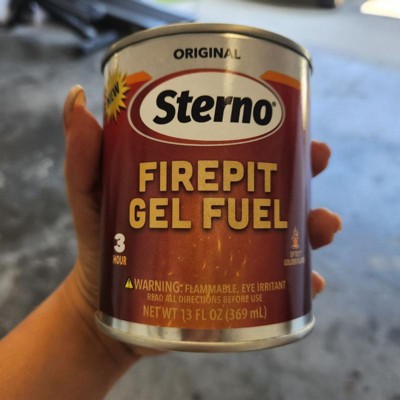 ORIGINAL
NEW
Sterno®
FIREPIT
GEL FUEL
3
HOUR
WARNING: FLAMMABLE, EYE IRRITANT
READ ALL DIRECTIONS BEFORE USE
NET WT 13 FL OZ (369 mL)